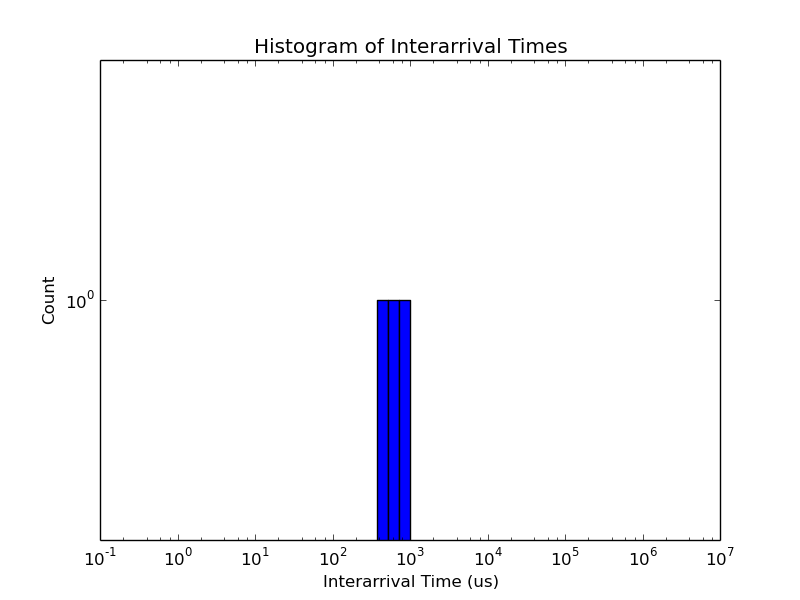 Histogram of Interarrival Times
Count
10^0
10^-1 10^0 10^1 10^2 10^3 10^4 10^5 10^6 10^7
Interarrival Time (us)